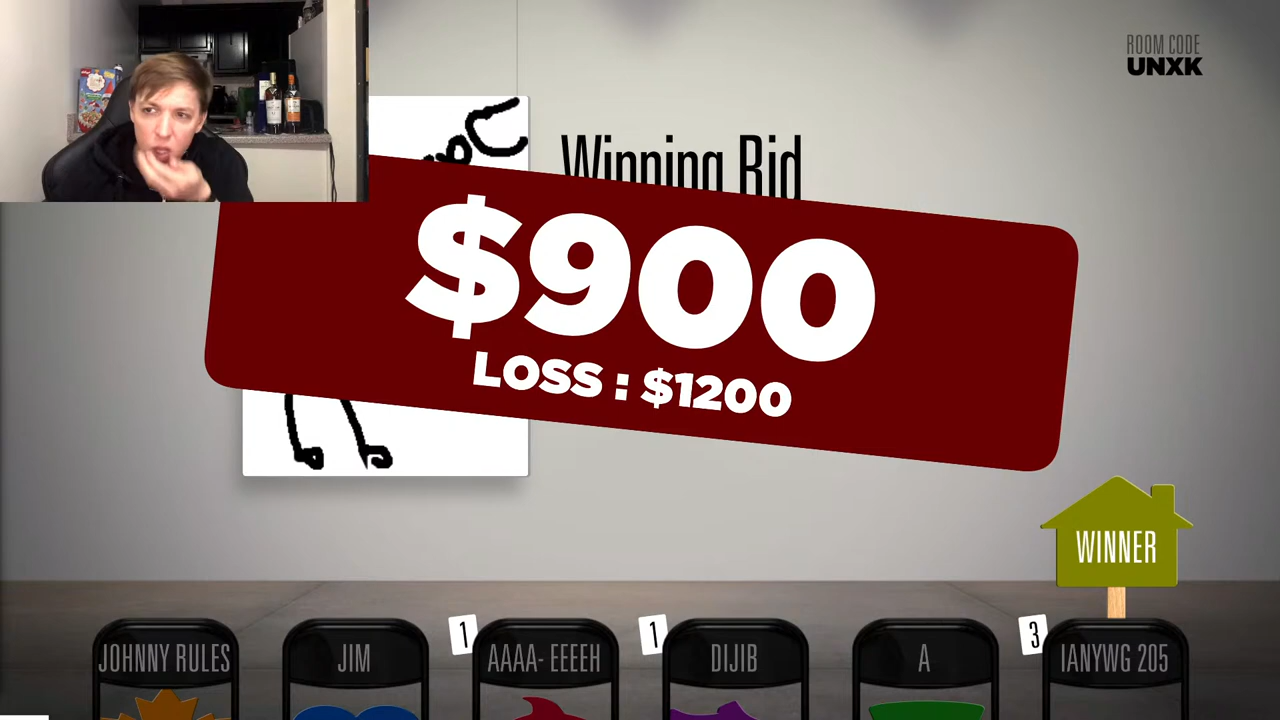 ROOM CODE
UNXK
Winning Bid
$900
LOSS : $1200
WINNER
1
1
3
JOHNNY RULES
JIM
AAAA- EEEEH
DIJIB
A
IANYWG 205